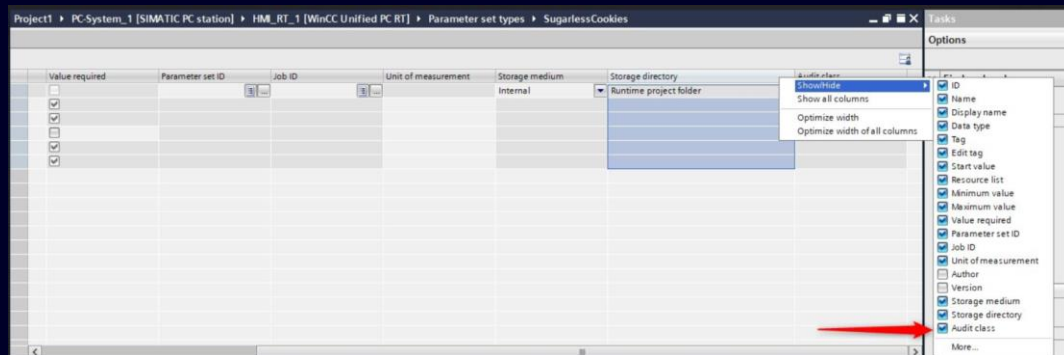 Project1 ▸ PC-System_1 [SIMATIC PC station] ▸ HMI_RT_1 [WinCC Unified PC RT] ▸ Parameter set types ▸ SugarlessCookies
Tasks
Options
Value required Parameter set ID Job ID Unit of measurement Storage medium Storage directory Audit class
Internal Runtime project folder
Show/Hide
Show all columns
Optimize width
Optimize width of all columns
ID
Name
Display name
Data type
Tag
Edit tag
Start value
Resource list
Minimum value
Maximum value
Value required
Parameter set ID
Job ID
Unit of measurement
Author
Version
Storage medium
Storage directory
Audit class
More...